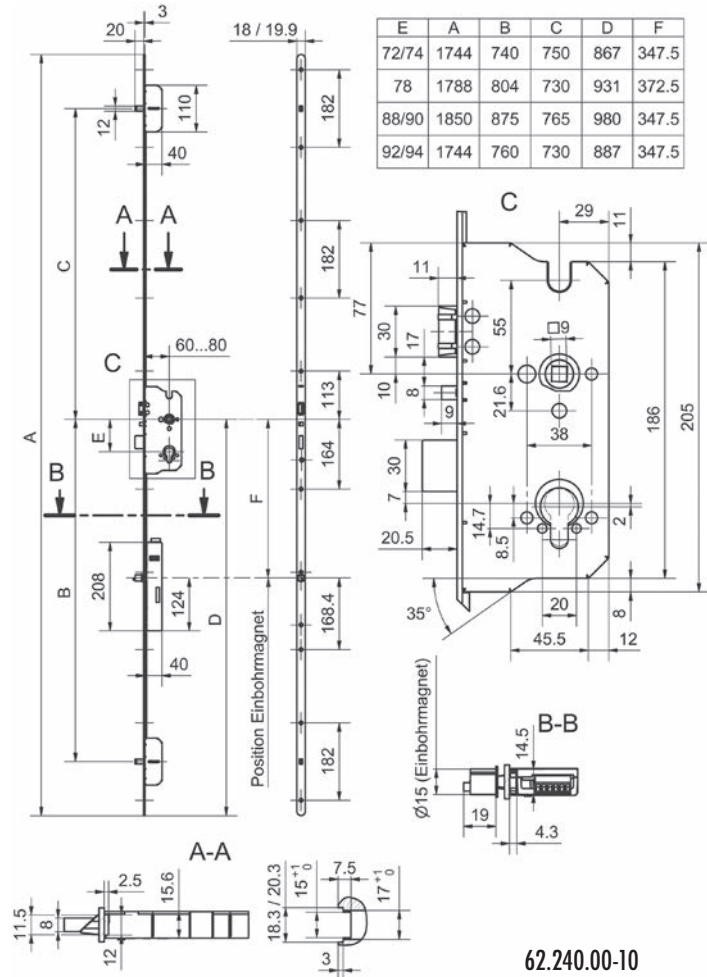 3
20
18 / 19.9
E A B C D F
72/74 1744 740 750 867 347.5
78 1788 804 730 931 372.5
88/90 1850 875 765 980 347.5
92/94 1744 760 730 887 347.5
12
110
40
182
A A
C
182
C
60...80
113
A
E
164
B B
F
B
208
124
D
168.4
40
Position Einbohrmagnet
182
C
29
11
11
77
30
17
55
9
10
8
21.6
9
38
186
205
30
7
20.5
14.7
8.5
2
35°
20
8
45.5
12
B-B
Ø15 (Einbohrmagnet)
14.5
19
4.3
A-A
2.5
15.6
11.5
8
12
7.5
18.3 / 20.3
15 +1 0
17 +1 0
3
62.240.00-10